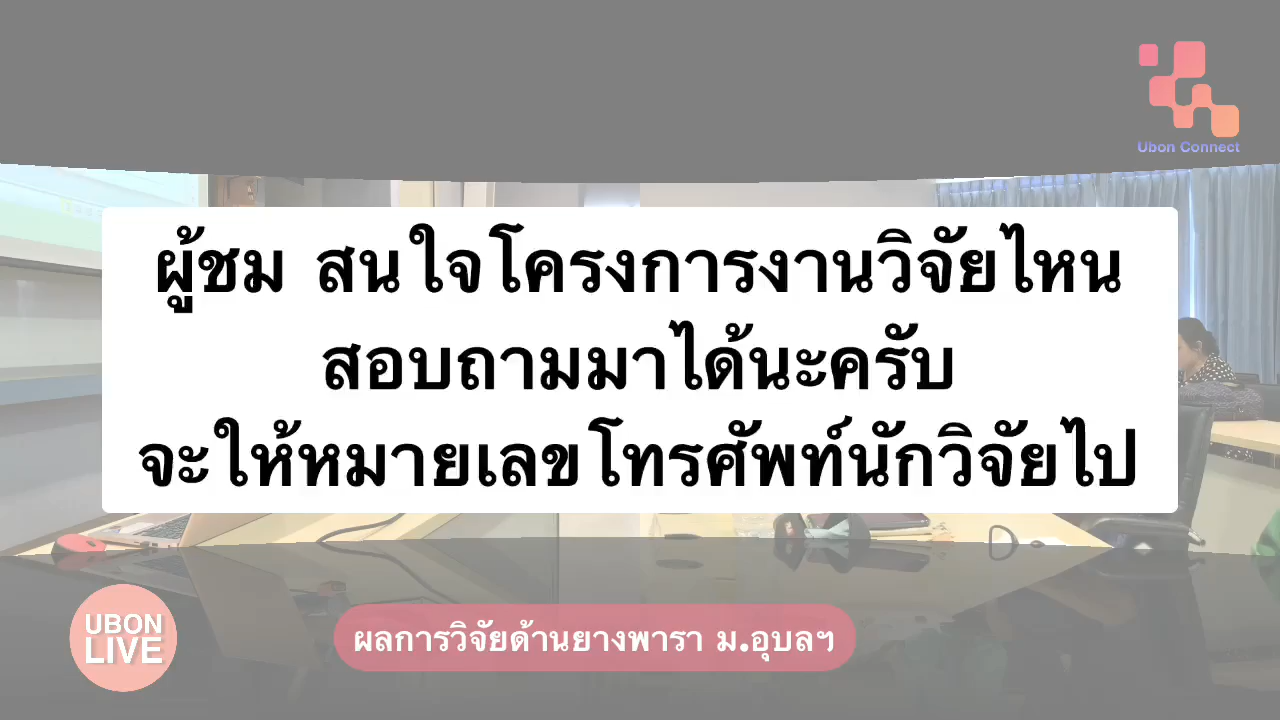 Ubon Connect
ผู้ชม สนใจโครงการงานวิจัยไหน
สอบถามมาได้นะครับ
จะให้หมายเลขโทรศัพท์นักวิจัยไป
UBON
LIVE
ผลการวิจัยด้านยางพารา ม.อุบลฯ